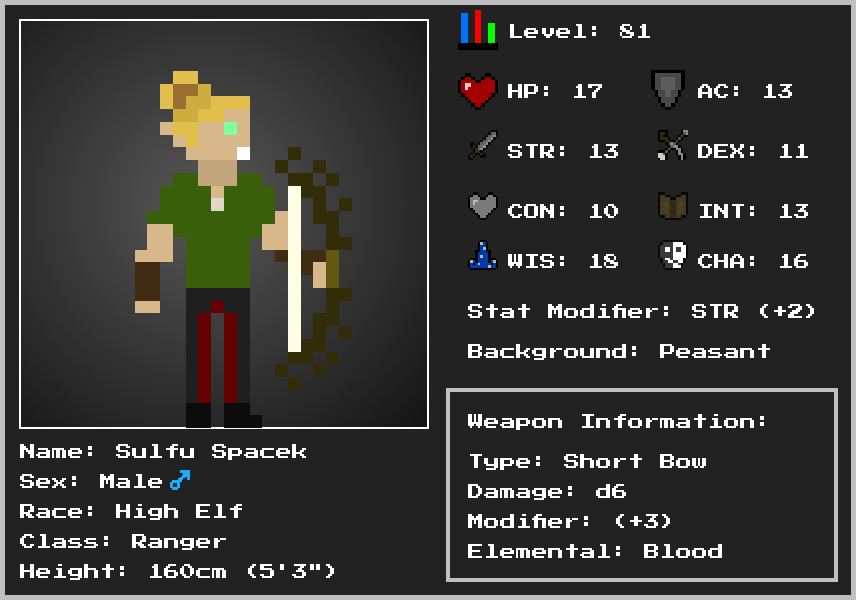 Level: 81
HP: 17 AC: 13
STR: 13 DEX: 11
CON: 10 INT: 13
WIS: 18 CHA: 16
Stat Modifier: STR (+2)
Background: Peasant
Weapon Information:
Type: Short Bow
Damage: d6
Modifier: (+3)
Elemental: Blood
Name: Sulfu Spacek
Sex: Male ♂
Race: High Elf
Class: Ranger
Height: 160cm (5'3")